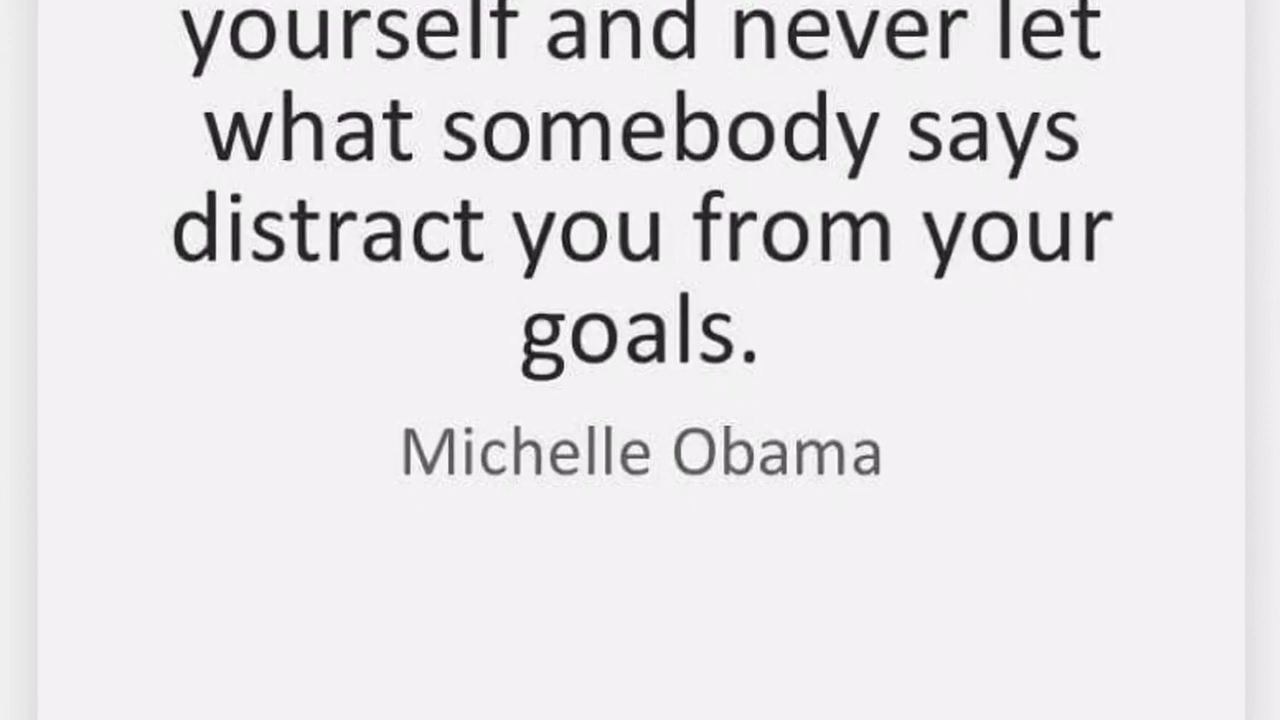 yourself and never let
what somebody says
distract you from your
goals.
Michelle Obama